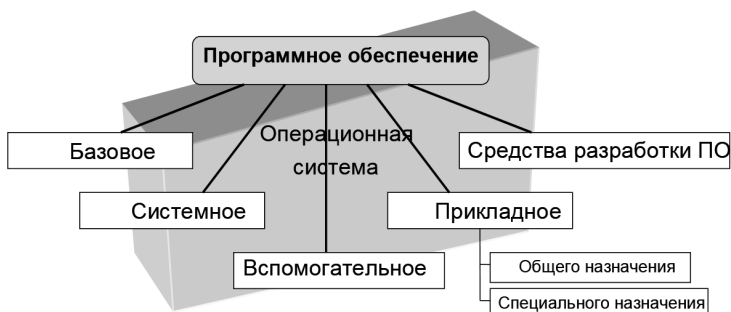 Программное обеспечение
Операционная
система
Базовое
Средства разработки ПО
Системное
Прикладное
Вспомогательное
Общего назначения
Специального назначения